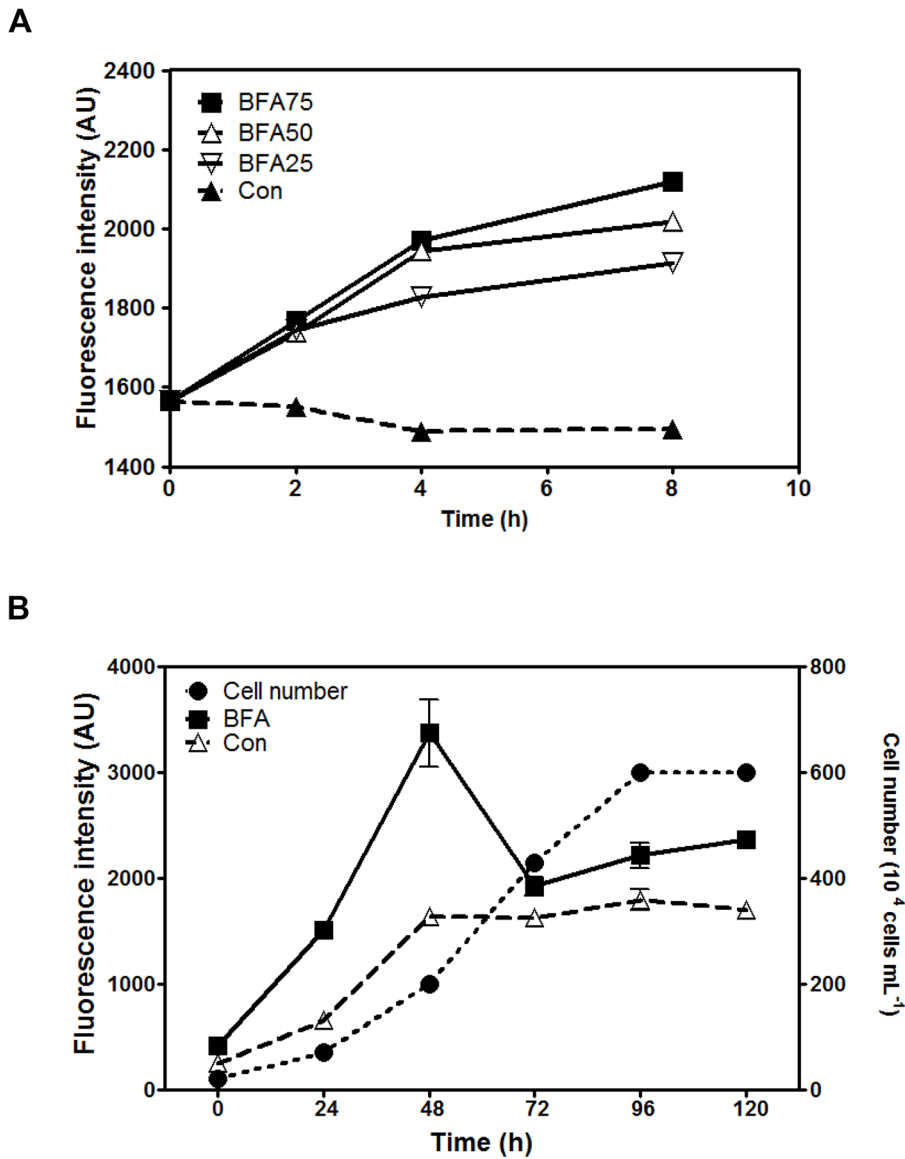 A
Fluorescence intensity (AU)
2400
2200
2000
1800
1600
1400
BFA75
BFA50
BFA25
Con
0 2 4 6 8 10
Time (h)
B
Fluorescence intensity (AU)
4000
3000
2000
1000
0
Cell number
BFA
Con
800
600
400
200
0
Cell number (10⁴ cells mL⁻¹)
0 24 48 72 96 120
Time (h)